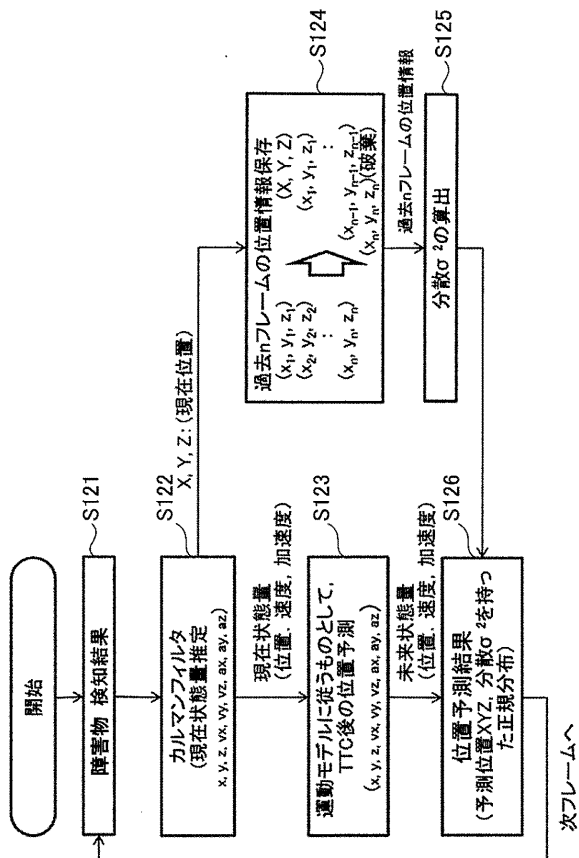 開始
S121
障害物 検知結果
S122
カルマンフィルタ
(現在状態量推定)
x, y, z, vx, vy, vz, ax, ay, az)
X, Y, Z: (現在位置)
現在状態量
(位置、速度, 加速度)
S123
運動モデルに従うものとして,
TTC後の位置予測
(x, y, z, vx, vy, vz, ax, ay, az)
未来状態量
(位置、速度, 加速度)
S124
過去nフレームの位置情報保存
(x₁, y₁, z₁)
(x₂, y₂, z₂)
:
(xₙ, yₙ, zₙ)
(X, Y, Z)
(x₁, y₁, z₁)
:
(xₙ₋₁, yₙ₋₁, zₙ₋₁)
(xₙ, yₙ, zₙ)(破棄)
過去nフレームの位置情報
S125
分散σ²の算出
S126
位置予測結果
(予測位置XYZ, 分散σ²を持っ
た正規分布)
次フレームへ